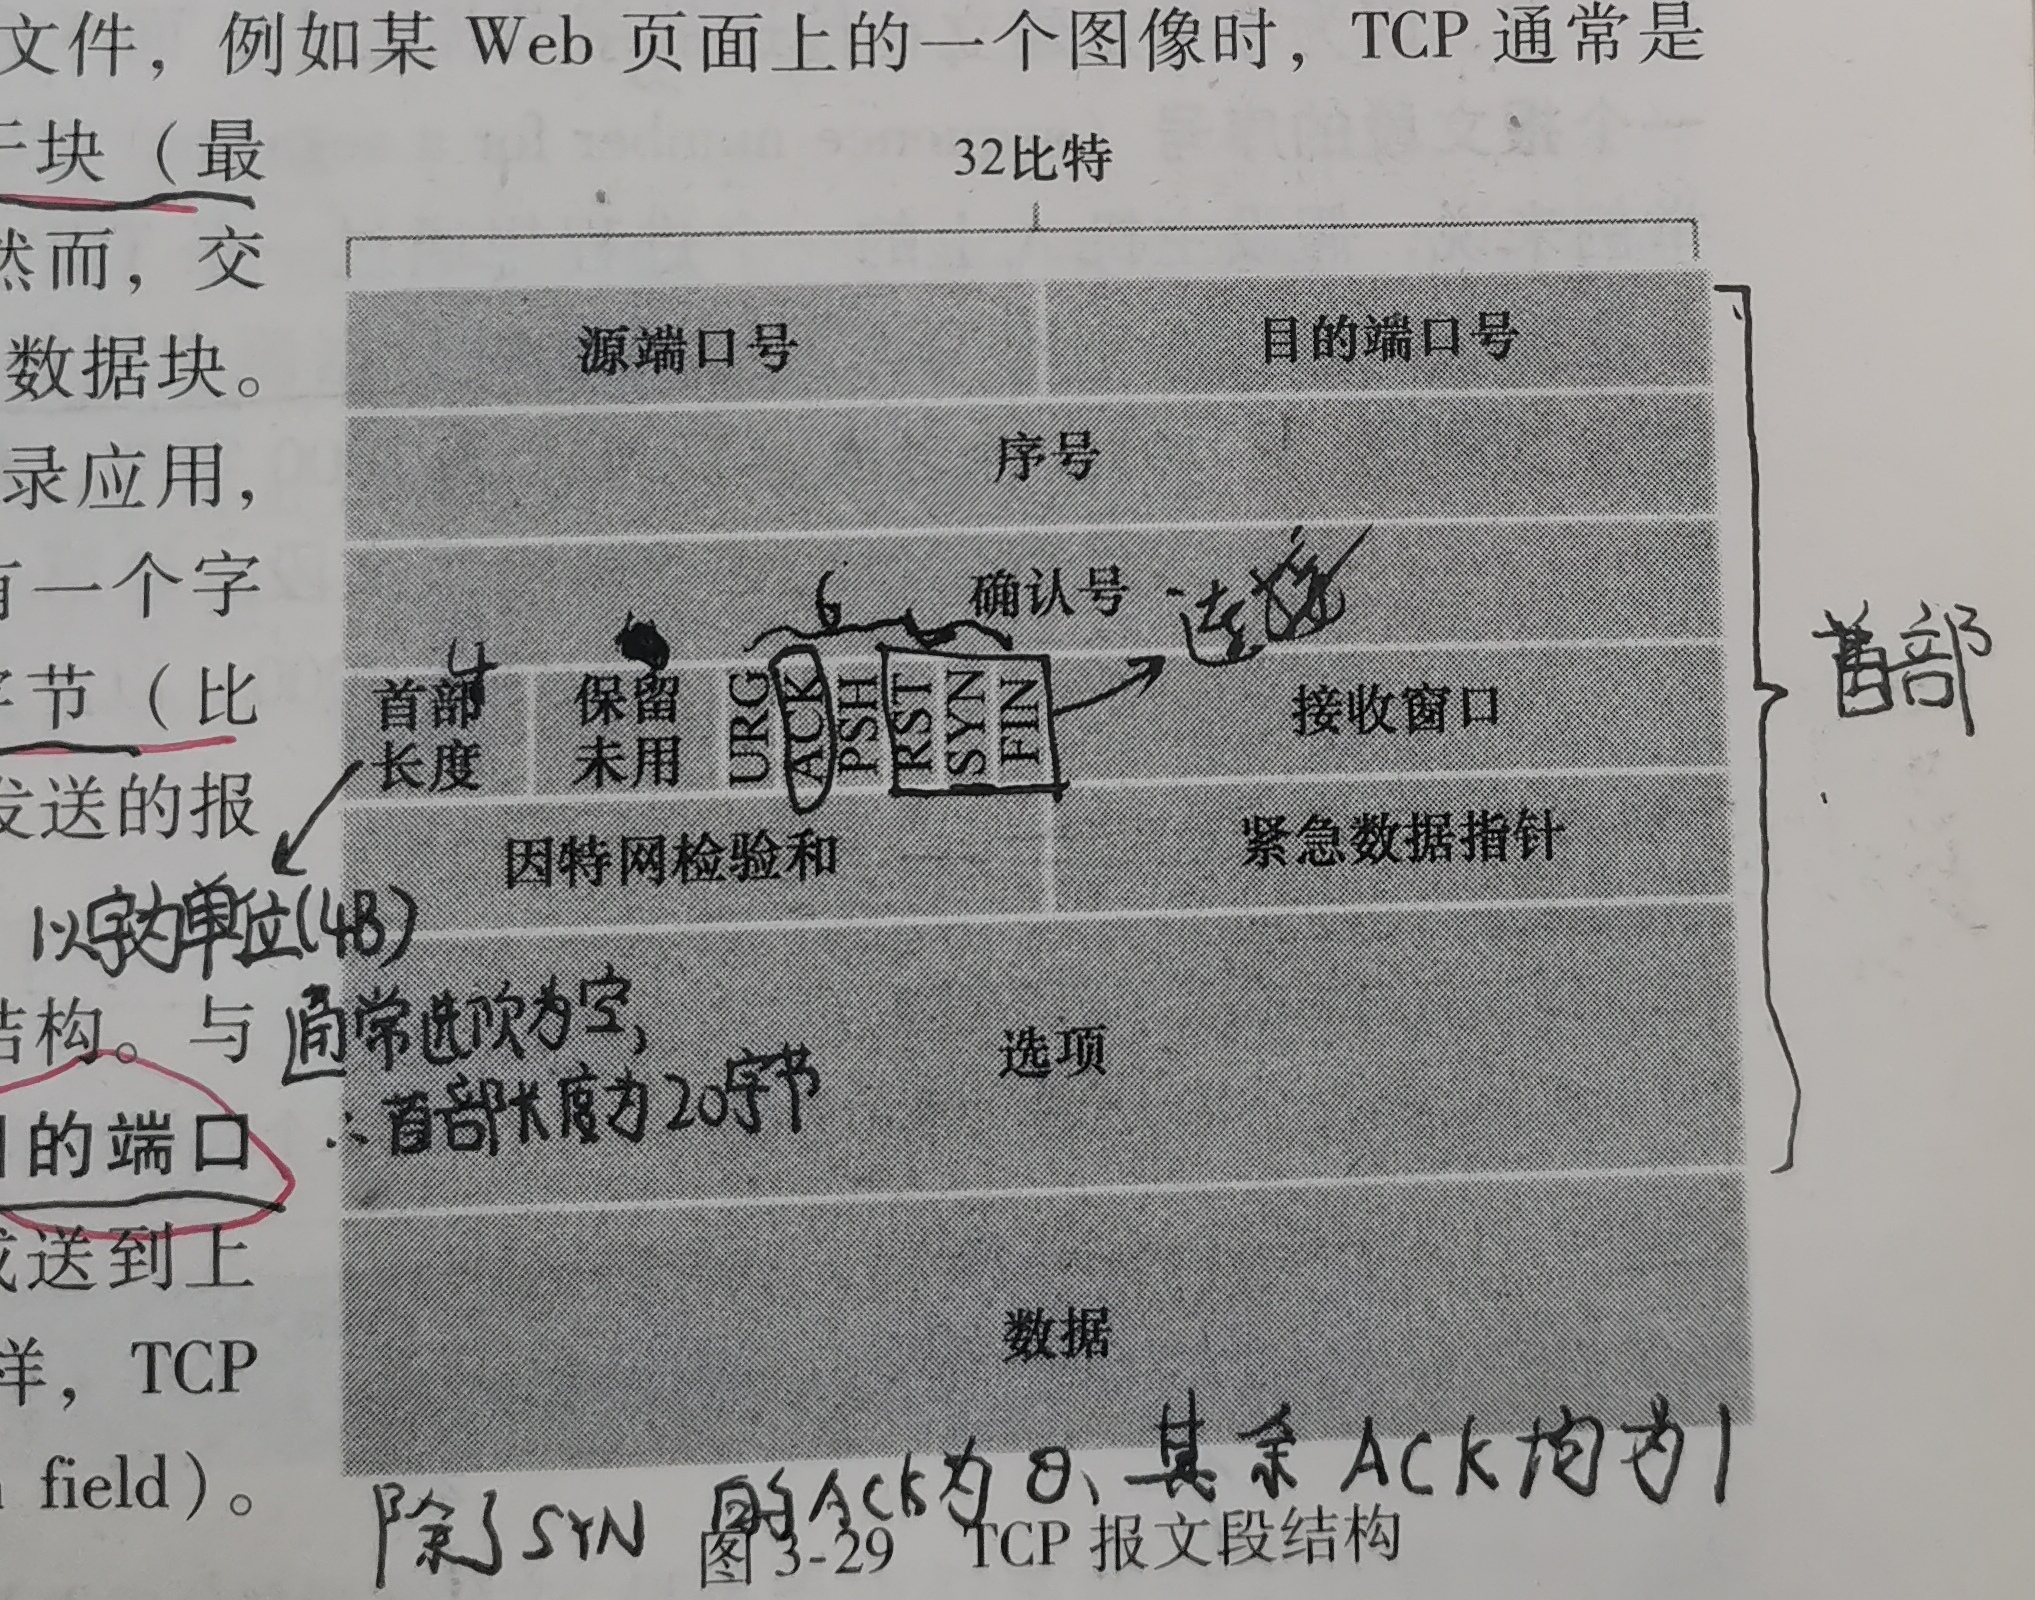 文件，例如某 Web 页面上的一个图像时，TCP 通常是
块（最
然而，交
数据块。
录应用，
有一个字
字节（比
发送的报
结构。与
目的端口
或送到上
样，TCP
field）。
32比特
源端口号 目的端口号
序号
确认号 连接
6
4
首部长度 保留未用 URG ACK PSH RST SYN FIN 接收窗口
因特网检验和 紧急数据指针
以字为单位(4B)
选项
通常选项为空，
∴首部长度为20字节
数据
首部
除了SYN 的ACK为0、其余ACK均为1
图 3-29 TCP 报文段结构